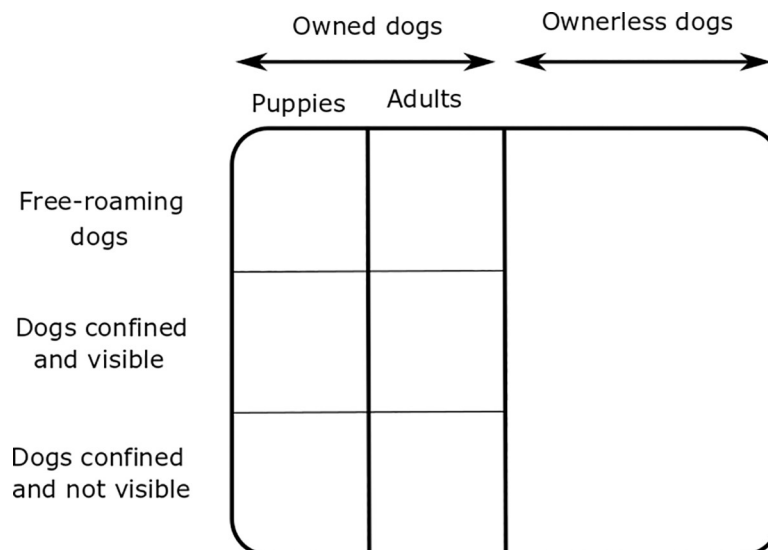 Owned dogs
Ownerless dogs
Puppies
Adults
Free-roaming
dogs
Dogs confined
and visible
Dogs confined
and not visible